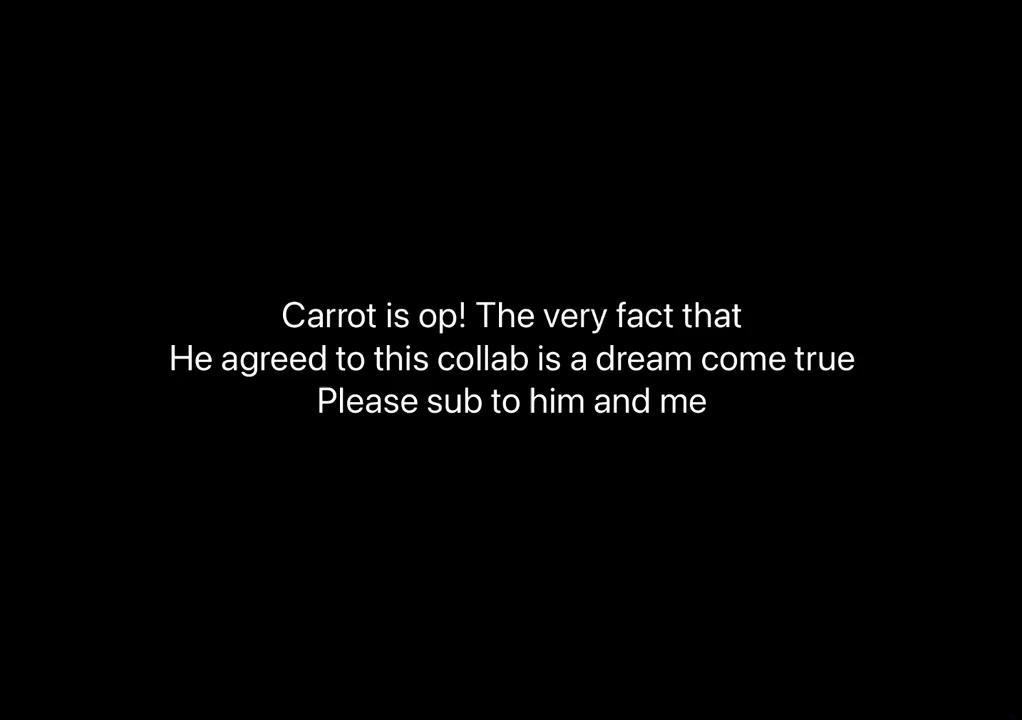 Carrot is op! The very fact that
He agreed to this collab is a dream come true
Please sub to him and me